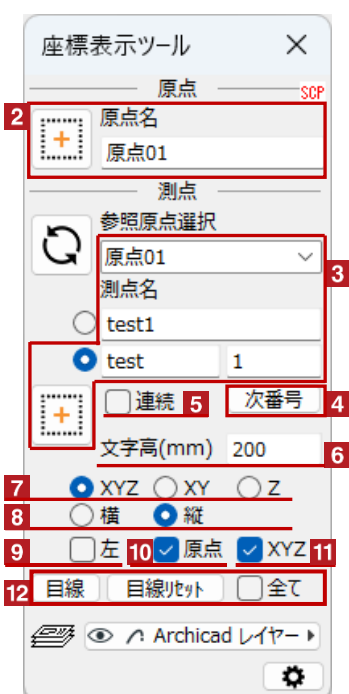 座標表示ツール
原点
SCP
2
原点名
原点01
測点
参照原点選択
原点01
3
測点名
test1
test 1
連続 5 次番号 4
文字高(mm) 200
6
7 XYZ XY Z
8 横 縦
9 左 10 原点 XYZ 11
12 目線 目線リセット 全て
Archicad レイヤー